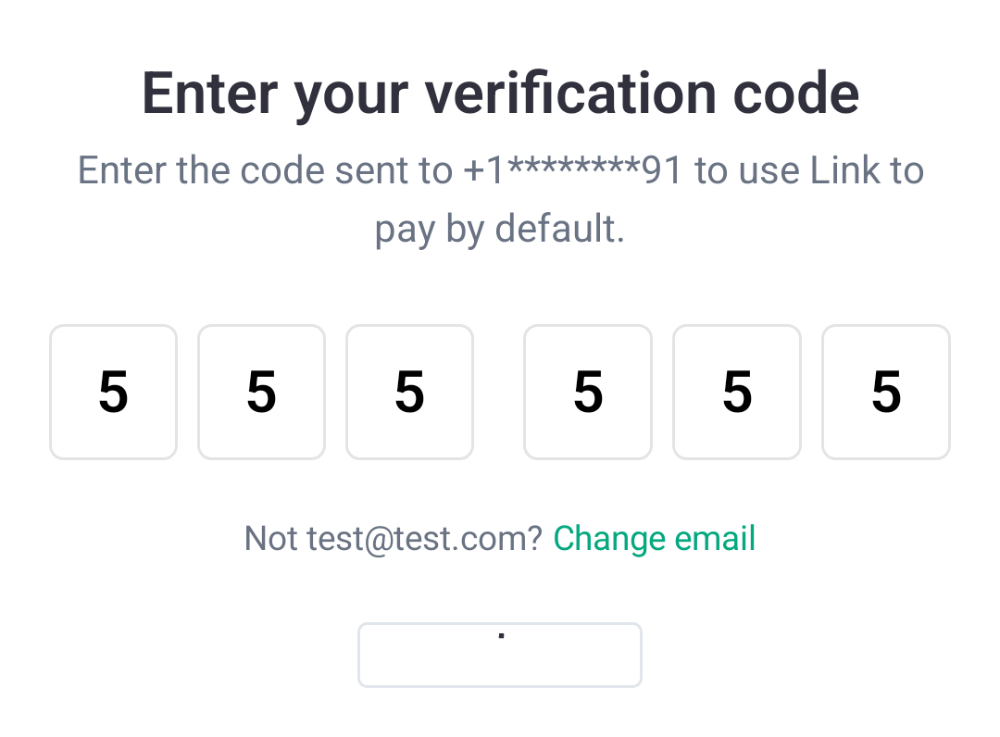 Enter your verification code
Enter the code sent to +1********91 to use Link to
pay by default.
5 5 5 5 5 5
Not test@test.com? Change email